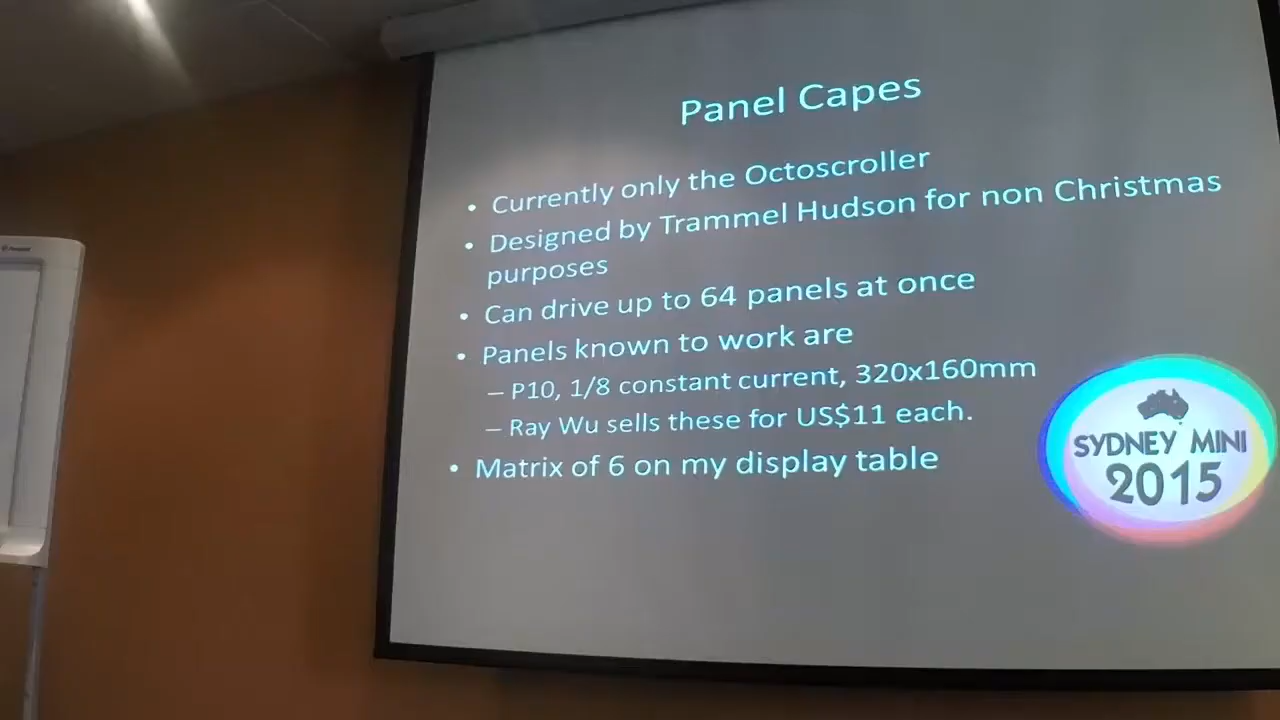 Panel Capes
• Currently only the Octoscroller
• Designed by Trammel Hudson for non Christmas
purposes
• Can drive up to 64 panels at once
• Panels known to work are
– P10, 1/8 constant current, 320x160mm
– Ray Wu sells these for US$11 each.
• Matrix of 6 on my display table
SYDNEY MINI
2015